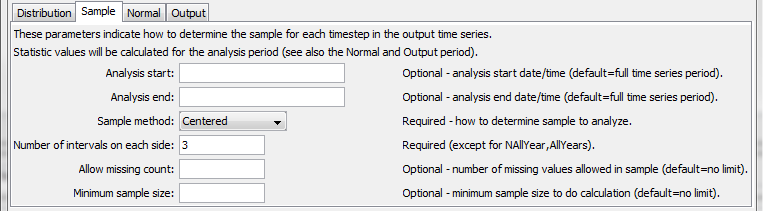 Distribution Sample Normal Output
These parameters indicate how to determine the sample for each timestep in the output time series.
Statistic values will be calculated for the analysis period (see also the Normal and Output period).
Analysis start: Optional - analysis start date/time (default=full time series period).
Analysis end: Optional - analysis end date/time (default=full time series period).
Sample method: Centered Required - how to determine sample to analyze.
Number of intervals on each side: 3 Required (except for NAllYear,AllYears).
Allow missing count: Optional - number of missing values allowed in sample (default=no limit).
Minimum sample size: Optional - minimum sample size to do calculation (default=no limit).